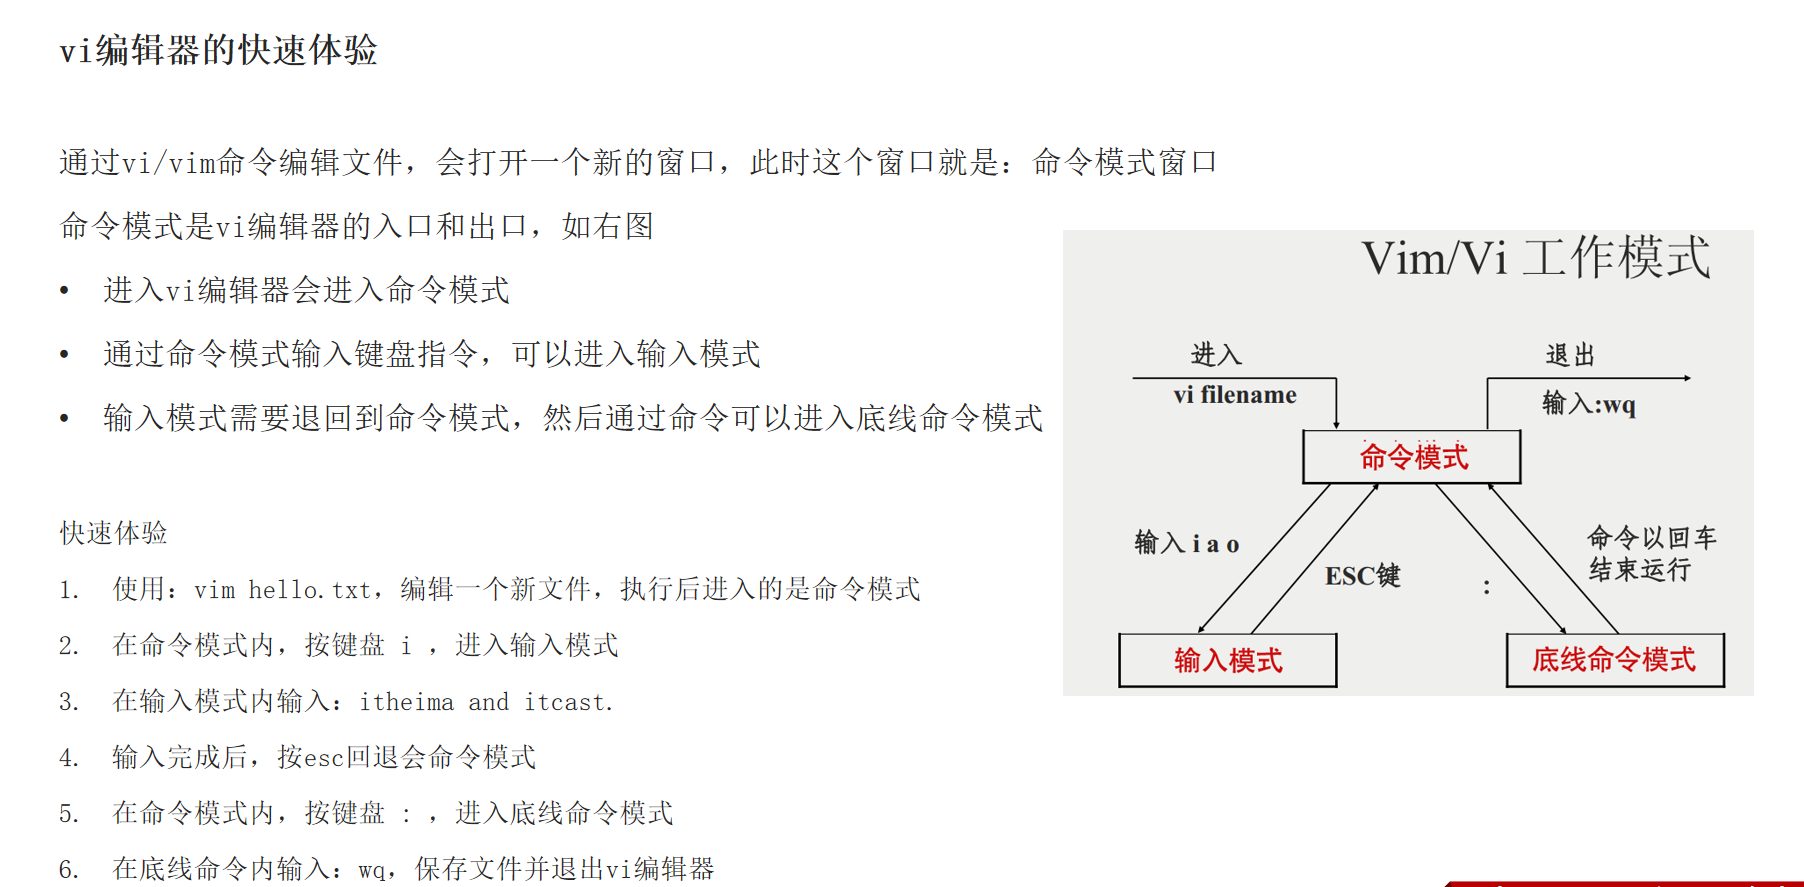 vi编辑器的快速体验
通过vi/vim命令编辑文件，会打开一个新的窗口，此时这个窗口就是：命令模式窗口
命令模式是vi编辑器的入口和出口，如右图
• 进入vi编辑器会进入命令模式
• 通过命令模式输入键盘指令，可以进入输入模式
• 输入模式需要退回到命令模式，然后通过命令可以进入底线命令模式
快速体验
1. 使用：vim hello.txt，编辑一个新文件，执行后进入的是命令模式
2. 在命令模式内，按键盘 i ，进入输入模式
3. 在输入模式内输入：itheima and itcast.
4. 输入完成后，按esc回退会命令模式
5. 在命令模式内，按键盘 : ，进入底线命令模式
6. 在底线命令内输入：wq，保存文件并退出vi编辑器
Vim/Vi 工作模式
进入
vi filename
退出
输入:wq
命令模式
输入 i a o
ESC键
:
命令以回车
结束运行
输入模式
底线命令模式